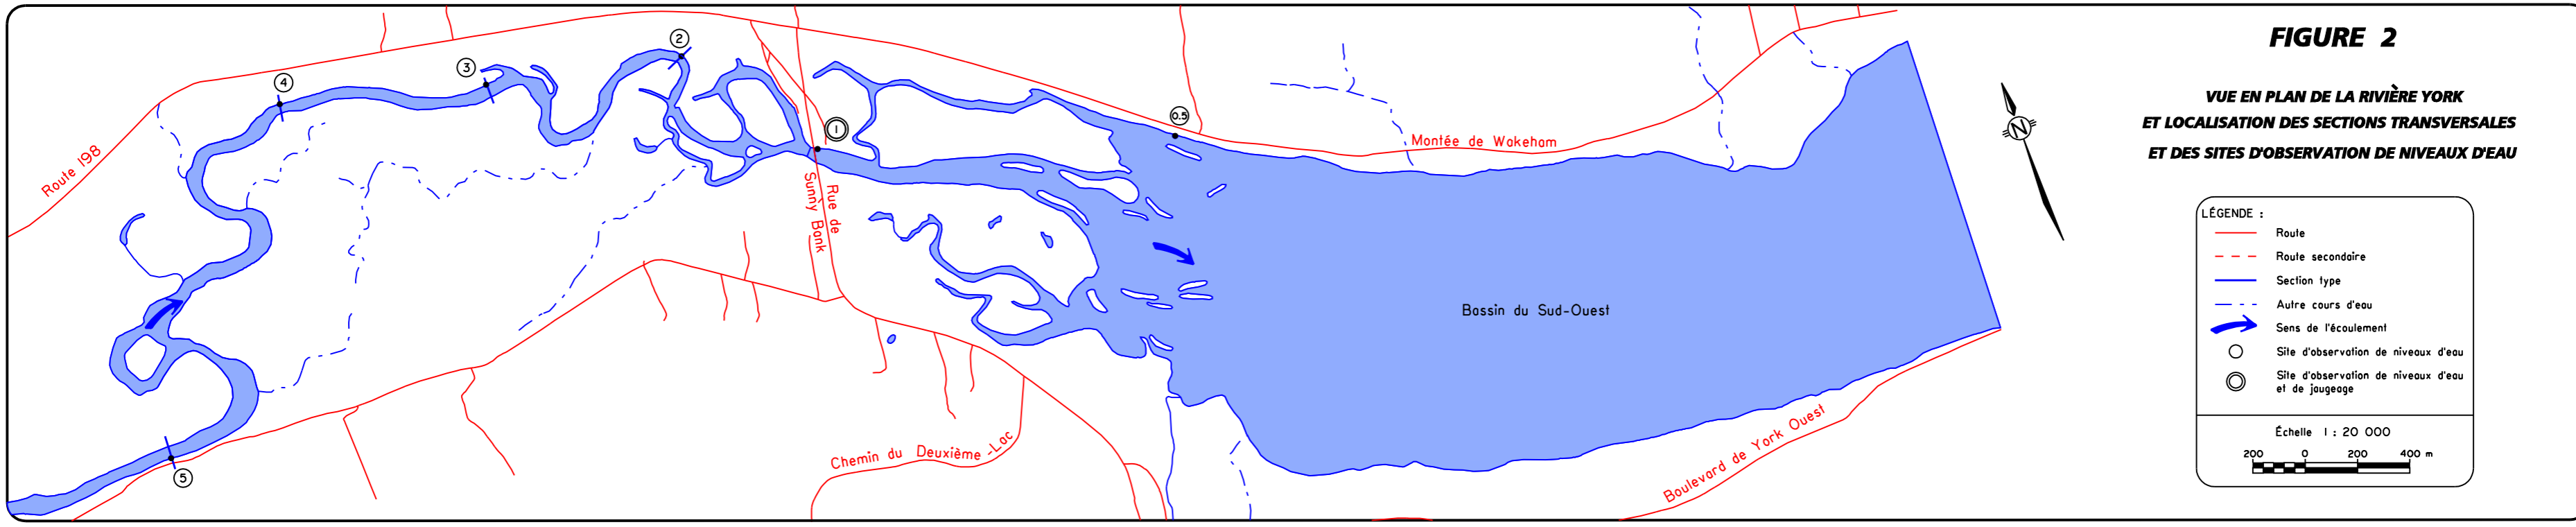 FIGURE 2
VUE EN PLAN DE LA RIVIÈRE YORK
ET LOCALISATION DES SECTIONS TRANSVERSALES
ET DES SITES D'OBSERVATION DE NIVEAUX D'EAU
N
LÉGENDE :
Route
Route secondaire
Section type
Autre cours d'eau
Sens de l'écoulement
Site d'observation de niveaux d'eau
Site d'observation de niveaux d'eau
et de jaugeage
Échelle 1 : 20 000
200 0 200 400 m
Route 198
4
3
2
1
0.5
5
Rue de
Sunny Bank
Montée de Wakeham
Bassin du Sud-Ouest
Chemin du Deuxième-Lac
Boulevard de York Ouest